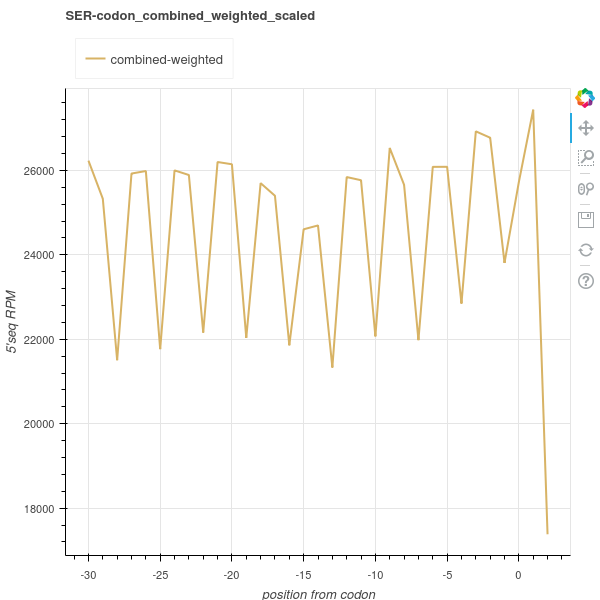 SER-codon_combined_weighted_scaled
combined-weighted
26000
24000
22000
20000
18000
5'seq RPM
-30 -25 -20 -15 -10 -5 0
position from codon